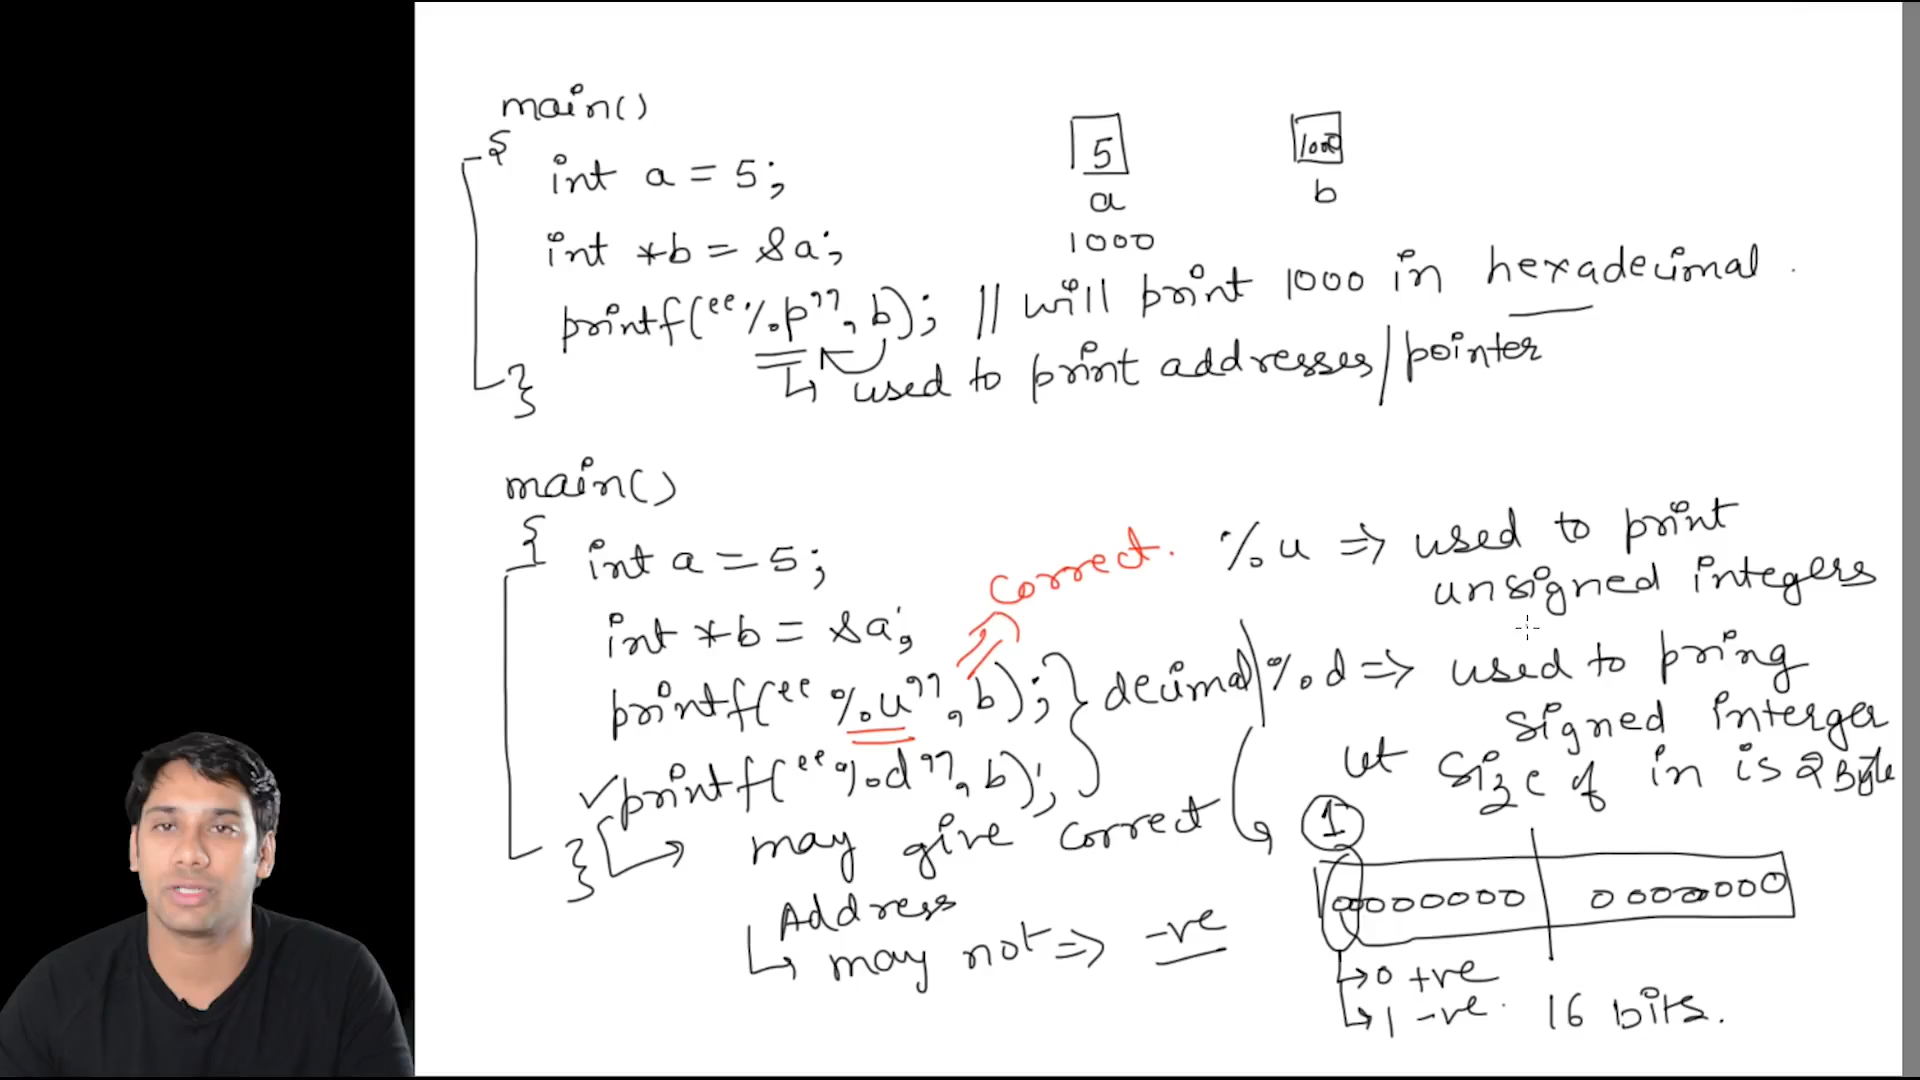 main()
{
int a = 5;
5
1000
a
b
1000
int *b = &a;
printf("%p", b); // will print 1000 in hexadecimal.
used to print addresses/pointer
}
main()
{
int a = 5;
int *b = &a;
printf("%u", b);
printf("%d", b);
}
decimal
correct.
may give correct
Address
may not => -ve
%u => used to print
unsigned integers
%d => used to pring
signed interger
let size of in is 2 Byte
1
00000000 0000000
0 +ve
1 -ve.
16 bits.